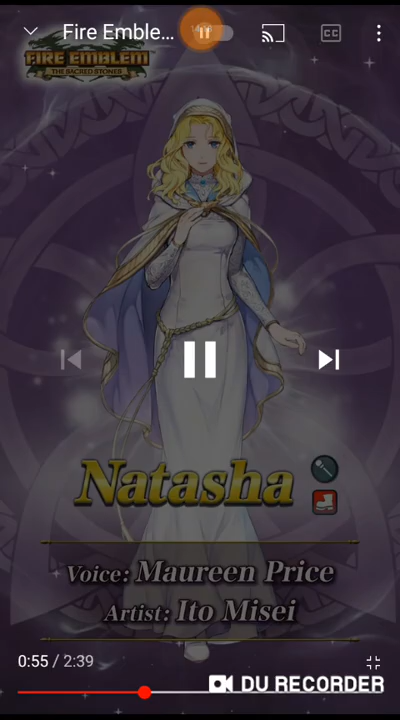 Fire Emble...
CC
FIRE EMBLEM
THE SACRED STONES
Natasha
Voice: Maureen Price
Artist: Ito Misei
0:55 / 2:39
DU RECORDER